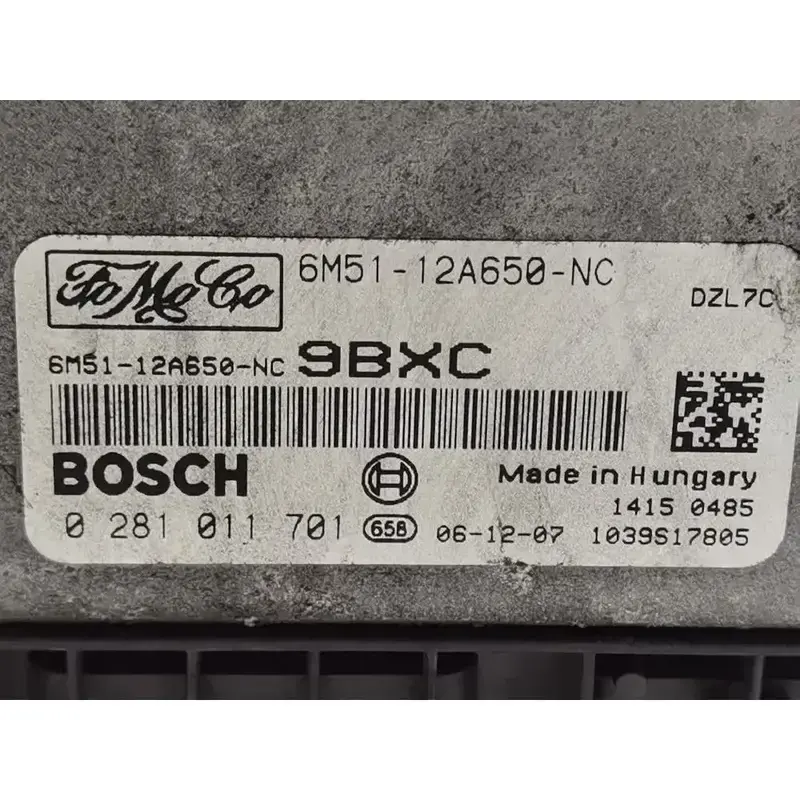 FoMoCo 6M51-12A650-NC
DZL7C
6M51-12A650-NC 9BXC
BOSCH Made in Hungary
1415 0485
0 281 011 701 658 06-12-07 1039S17805